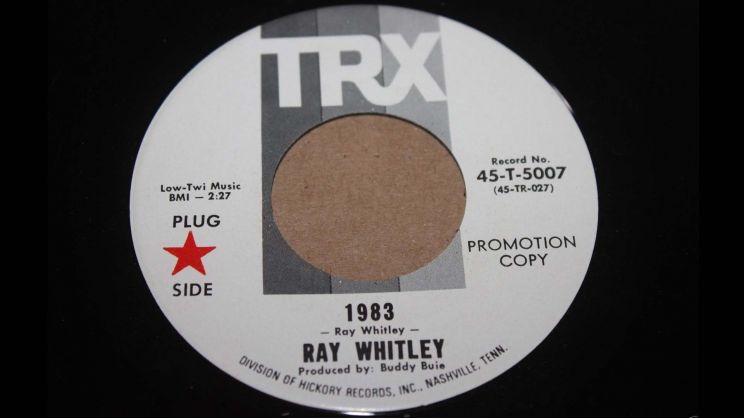 TRX
Record No.
45-T-5007
(45-TR-027)
Low-Twi Music
BMI — 2:27
PLUG
SIDE
PROMOTION
COPY
1983
— Ray Whitley —
RAY WHITLEY
Produced by: Buddy Buie
DIVISION OF HICKORY RECORDS, INC., NASHVILLE, TENN.